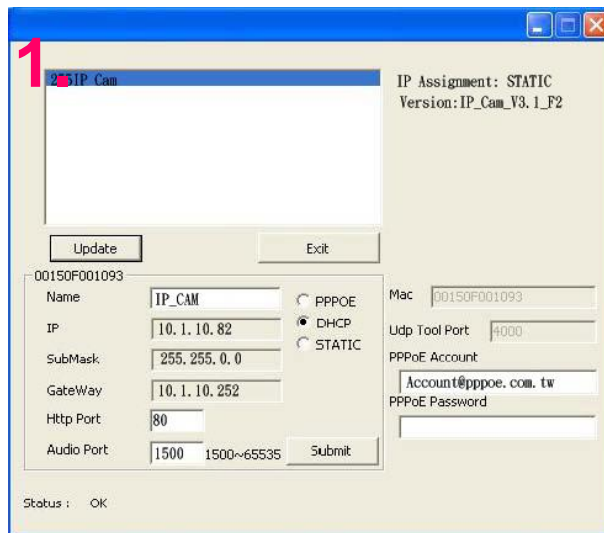 1.
IP Cam
IP Assignment: STATIC
Version:IP_Cam_V3.1_F2
Update
Exit
00150F001093
Name
IP_CAM
PPPOE
IP
10.1.10.82
DHCP
SubMask
255.255.0.0
STATIC
GateWay
10.1.10.252
Http Port
80
Audio Port
1500
1500~65535
Submit
Mac
00150F001093
Udp Tool Port
4000
PPPoE Account
Account@pppoe.com.tw
PPPoE Password
Status : OK